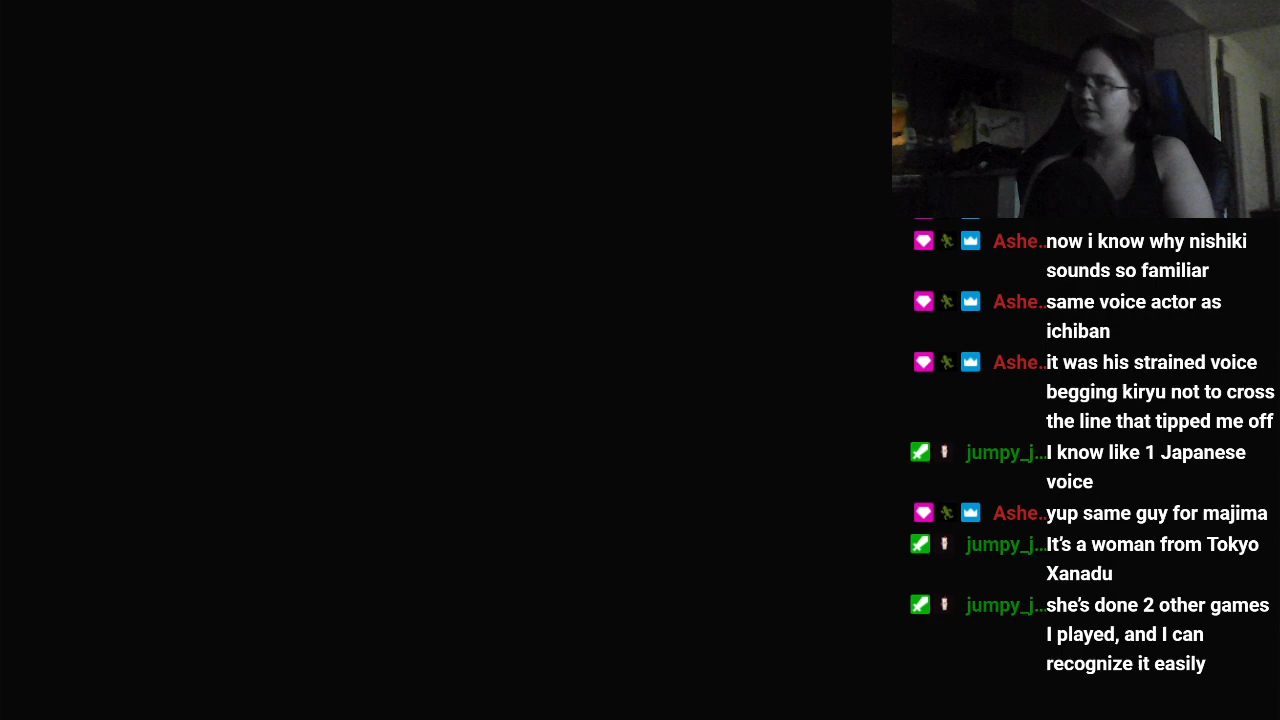 Ashe.. now i know why nishiki
sounds so familiar
Ashe.. same voice actor as
ichiban
Ashe.. it was his strained voice
begging kiryu not to cross
the line that tipped me off
jumpy_j... I know like 1 Japanese
voice
Ashe.. yup same guy for majima
jumpy_j... It's a woman from Tokyo
Xanadu
jumpy_j... she's done 2 other games
I played, and I can
recognize it easily